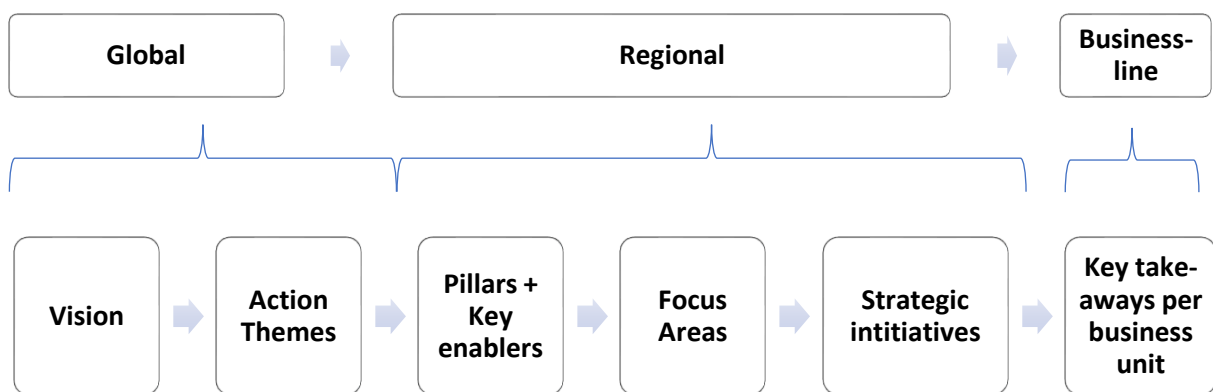 Global
Regional
Business-
line
Vision
Action
Themes
Pillars +
Key
enablers
Focus
Areas
Strategic
intitiatives
Key take-
aways per
business
unit